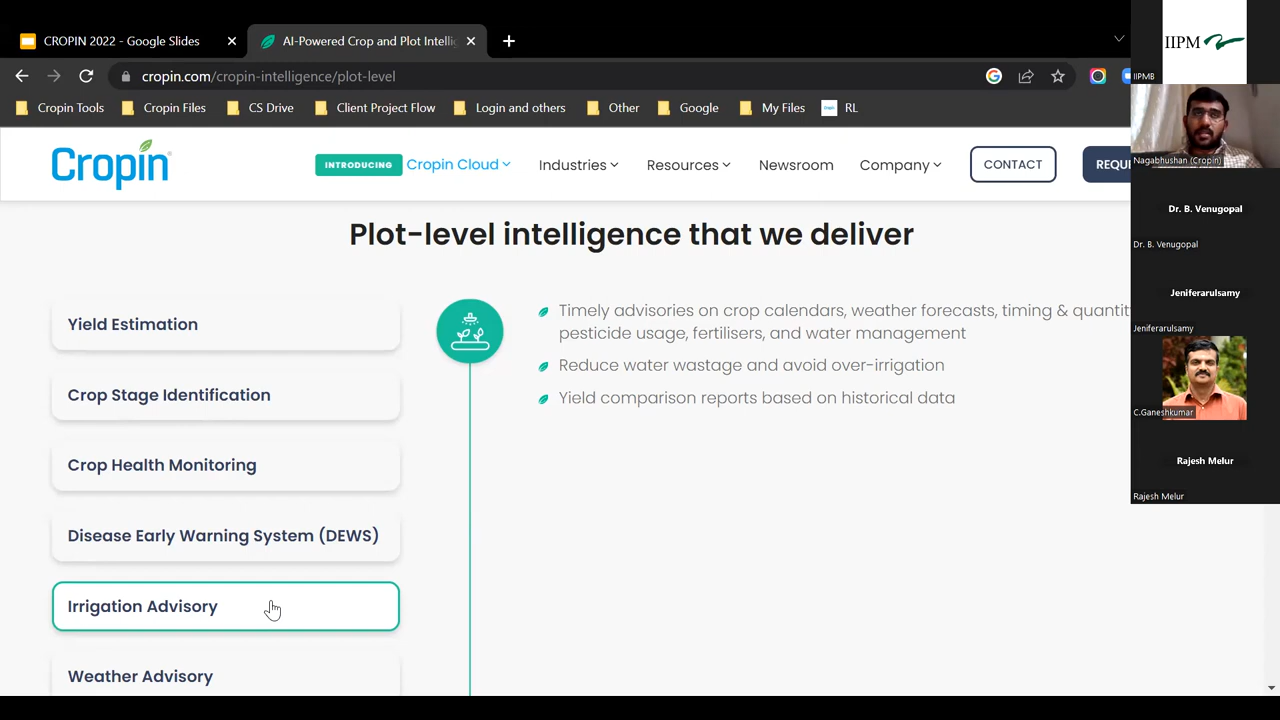 CROPIN 2022 - Google Slides
AI-Powered Crop and Plot Intellig
cropin.com/cropin-intelligence/plot-level
Cropin Tools
Cropin Files
CS Drive
Client Project Flow
Login and others
Other
Google
My Files
RL
Cropin
INTRODUCING
Cropin Cloud
Industries
Resources
Newsroom
Company
CONTACT
REQU
Plot-level intelligence that we deliver
Yield Estimation
Crop Stage Identification
Crop Health Monitoring
Disease Early Warning System (DEWS)
Irrigation Advisory
Weather Advisory
Timely advisories on crop calendars, weather forecasts, timing & quantit
pesticide usage, fertilisers, and water management
Reduce water wastage and avoid over-irrigation
Yield comparison reports based on historical data
IIPM
IIPMB
Nagabhushan (Cropin)
Dr. B. Venugopal
Dr. B. Venugopal
Jeniferarulsamy
Jeniferarulsamy
C.Ganeshkumar
Rajesh Melur
Rajesh Melur